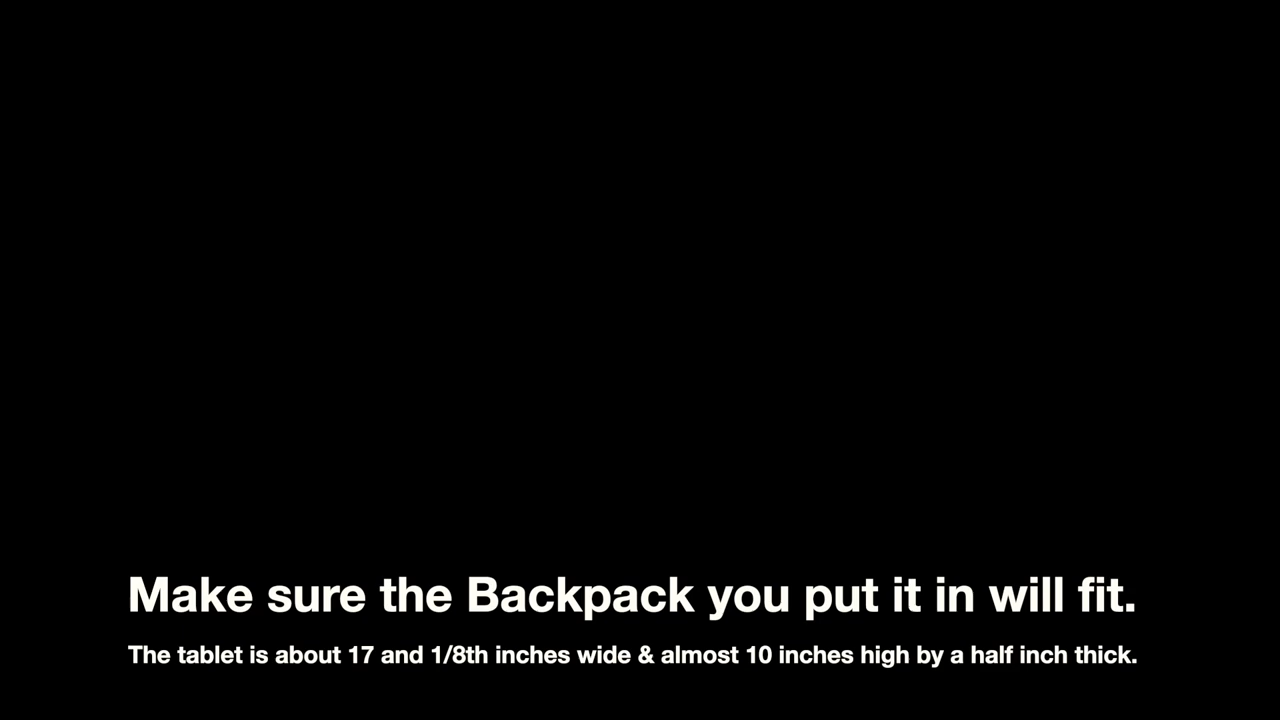 Make sure the Backpack you put it in will fit.
The tablet is about 17 and 1/8th inches wide & almost 10 inches high by a half inch thick.